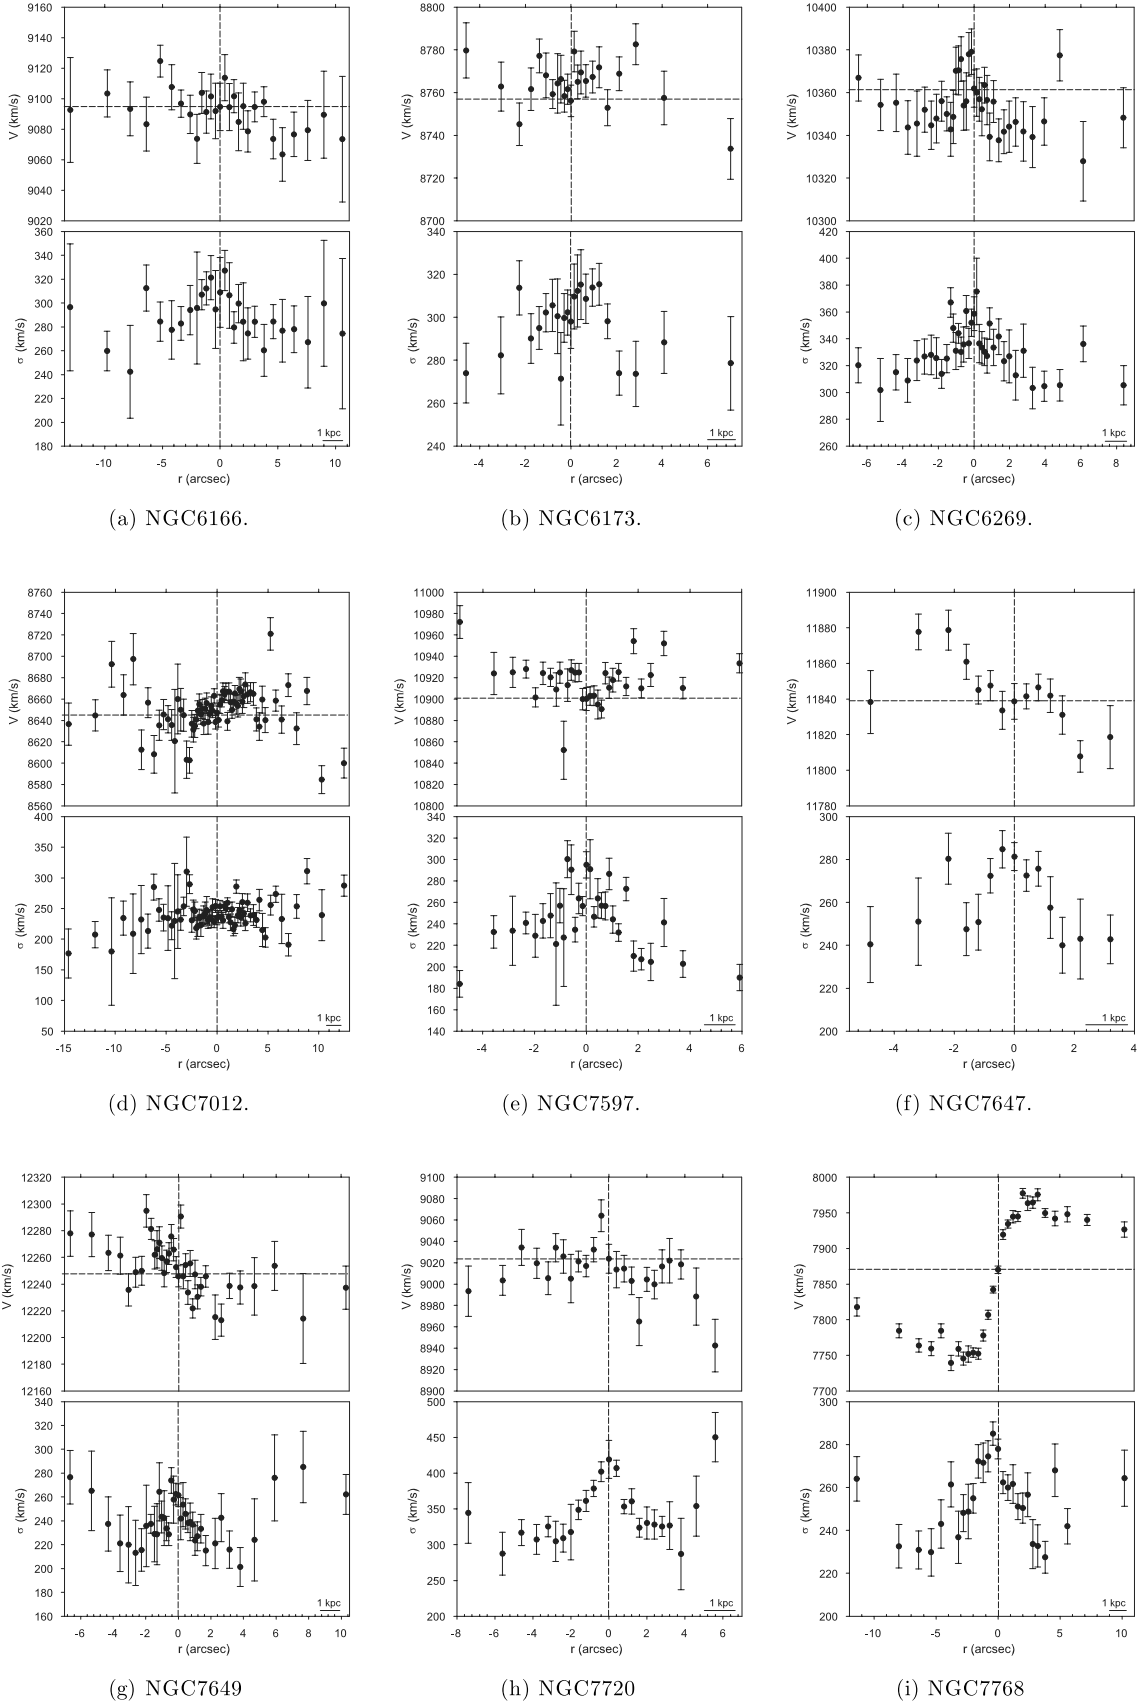 9160 9140 9120 9100 9080 9060 9040 9020
V (km/s)
360 340 320 300 280 260 240 220 200 180
σ (km/s)
1 kpc
-10 -5 0 5 10
r (arcsec)
8800 8780 8760 8740 8720 8700
V (km/s)
340 320 300 280 260 240
σ (km/s)
1 kpc
-4 -2 0 2 4 6
r (arcsec)
10400 10380 10360 10340 10320 10300
V (km/s)
420 400 380 360 340 320 300 280 260
σ (km/s)
1 kpc
-6 -4 -2 0 2 4 6 8
r (arcsec)
(a) NGC6166.
(b) NGC6173.
(c) NGC6269.
8760 8740 8720 8700 8680 8660 8640 8620 8600 8580 8560
V (km/s)
400 350 300 250 200 150 100 50
σ (km/s)
1 kpc
-15 -10 -5 0 5 10
r (arcsec)
11000 10980 10960 10940 10920 10900 10880 10860 10840 10820 10800
V (km/s)
340 320 300 280 260 240 220 200 180 160 140
σ (km/s)
1 kpc
-4 -2 0 2 4 6
r (arcsec)
11900 11880 11860 11840 11820 11800 11780
V (km/s)
300 280 260 240 220 200
σ (km/s)
1 kpc
-4 -2 0 2 4
r (arcsec)
(d) NGC7012.
(e) NGC7597.
(f) NGC7647.
12320 12300 12280 12260 12240 12220 12200 12180 12160
V (km/s)
340 320 300 280 260 240 220 200 180 160
σ (km/s)
1 kpc
-6 -4 -2 0 2 4 6 8 10
r (arcsec)
9100 9080 9060 9040 9020 9000 8980 8960 8940 8920 8900
V (km/s)
500 450 400 350 300 250 200
σ (km/s)
1 kpc
-8 -6 -4 -2 0 2 4 6
r (arcsec)
8000 7950 7900 7850 7800 7750 7700
V (km/s)
300 280 260 240 220 200
σ (km/s)
1 kpc
-10 -5 0 5 10
r (arcsec)
(g) NGC7649
(h) NGC7720
(i) NGC7768